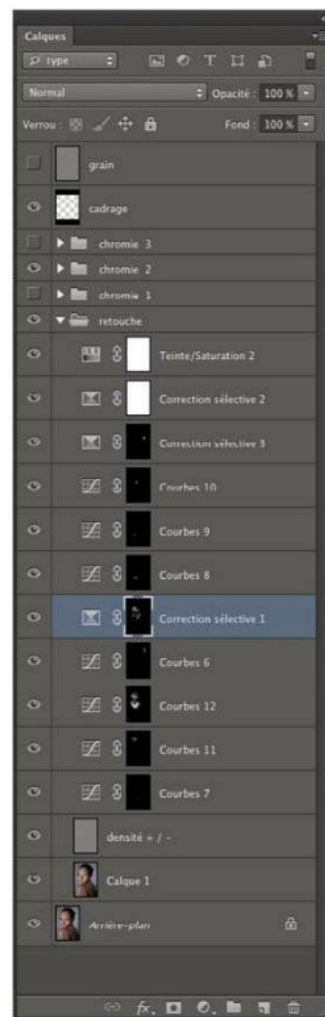 Calques
Type
T
Normal
Opacité : 100 %
Verrou :
Fond : 100 %
grain
cadrage
chromie 3
chromie 2
chromie 1
retouche
Teinte/Saturation 2
Correction sélective 2
Correction sélective 3
Courbes 10
Courbes 9
Courbes 8
Correction sélective 1
Courbes 6
Courbes 12
Courbes 11
Courbes 7
densité + / -
Calque 1
Arrière-plan
fx.